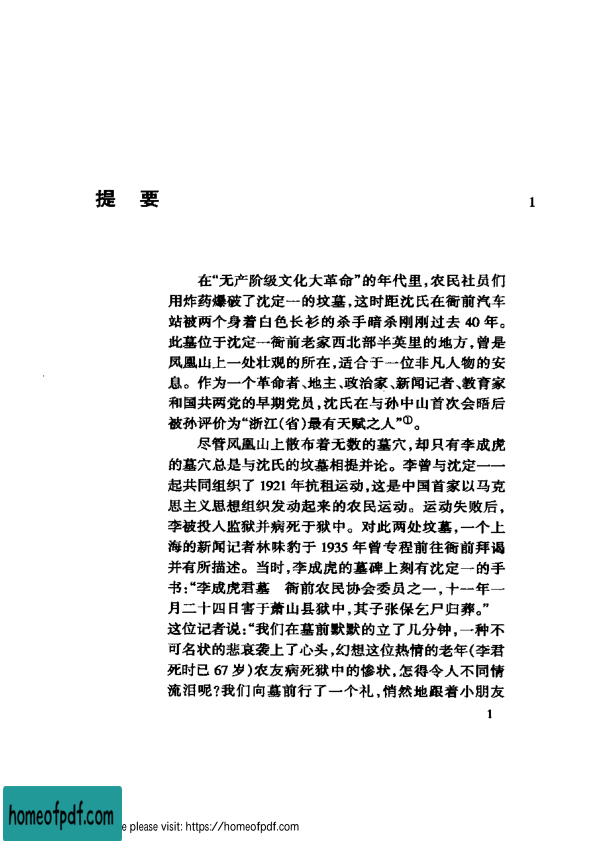 提 要
1
在“无产阶级文化大革命”的年代里,农民社员们
用炸药爆破了沈定一的坟墓,这时距沈氏在衙前汽车
站被两个身着白色长衫的杀手暗杀刚刚过去 40 年。
此墓位于沈定一衙前老家西北部半英里的地方,曾是
凤凰山上一处壮观的所在,适合于一位非凡人物的安
息。作为一个革命者、地主、政治家、新闻记者、教育家
和国共两党的早期党员,沈氏在与孙中山首次会晤后
被孙评价为“浙江(省)最有天赋之人”①。
尽管凤凰山上散布着无数的墓穴,却只有李成虎
的墓穴总是与沈氏的坟墓相提并论。李曾与沈定一一
起共同组织了 1921 年抗租运动,这是中国首家以马克
思主义思想组织发动起来的农民运动。运动失败后,
李被投入监狱并病死于狱中。对此两处坟墓,一个上
海的新闻记者林味豹于 1935 年曾专程前往衙前拜谒
并有所描述。当时,李成虎的墓碑上刻有沈定一的手
书:“李成虎君墓 衙前农民协会委员之一,十一年一
月二十四日害于萧山县狱中,其子张保乞尸归葬。”
这位记者说:“我们在墓前默默的立了几分钟,一种不
可名状的悲哀袭上了心头,幻想这位热情的老年(李君
死时已 67 岁)农友病死狱中的惨状,怎得令人不同情
流泪呢?我们向墓前行了一个礼,悄然地跟着小朋友
1
homeofpdf.com
e please visit: https://homeofpdf.com